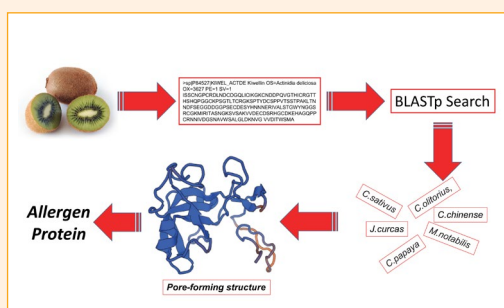 >sp|P84527|KIWEL_ACTDE Kiwellin OS=Actinidia deliciosa
OX=3627 PE=1 SV=1
ISSCNGPCRDLNDCDGQLICIKGKCNDDPQVGTHICRGTT
HSHQPGGCKPSGTLTCRGKSPTYDCSPPVTSSTPAKLTN
NDFSEGGDDGGPSECDESYHNNNERIVALSTGWYNGGS
RCGKMIRITASNGKSVSAKVVDECDSRHGCDKEHAGQPP
CRNNIVDGSNAVWSALGLDKNVG VVDITWSMA
BLASTp Search
C.sativus
C.olitorius,
C.chinense
J.curcas
M.notabilis
C.papaya
Pore-forming structure
Allergen
Protein